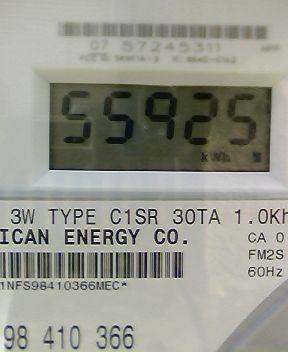 07 57245311
55925
kWh
3W TYPE C1SR 30TA 1.0Kh
ICAN ENERGY CO.
CA 0
FM2S
60Hz
1NFS98410366MEC*
98 410 366